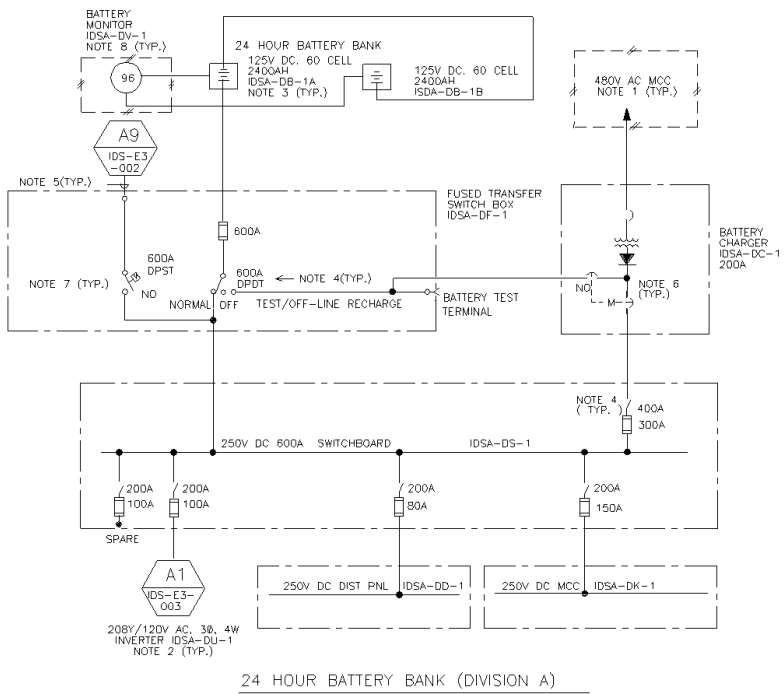 BATTERY
MONITOR
IDSA-DV-1
NOTE 8 (TYP.)
96
24 HOUR BATTERY BANK
125V DC. 60 CELL
2400AH
IDSA-DB-1A
NOTE 3 (TYP.)
125V DC. 60 CELL
2400AH
ISDA-DB-1B
480V AC MCC
NOTE 1 (TYP.)
A9
IDS-E3
-002
NOTE 5(TYP.)
FUSED TRANSFER
SWITCH BOX
IDSA-DF-1
600A
BATTERY
CHARGER
IDSA-DC-1
200A
600A
DPST
NOTE 7 (TYP.)
NO
600A
DPDT
NOTE 4(TYP.)
NORMAL OFF
TEST/OFF-LINE RECHARGE
BATTERY TEST
TERMINAL
NO
M
NOTE 6
(TYP.)
NOTE 4
( TYP. )
400A
300A
250V DC 600A SWITCHBOARD IDSA-DS-1
200A
100A
SPARE
200A
100A
200A
80A
200A
150A
A1
IDS-E3-
003
208Y/120V AC, 3Ø, 4W
INVERTER IDSA-DU-1
NOTE 2 (TYP.)
250V DC DIST PNL IDSA-DD-1
250V DC MCC IDSA-DK-1
24 HOUR BATTERY BANK (DIVISION A)